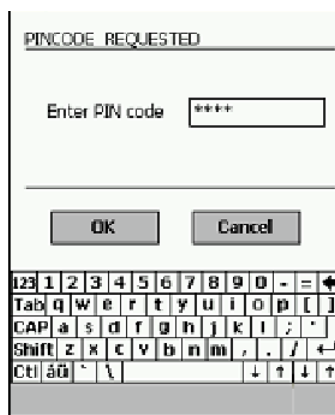 PINCODE REQUESTED
Enter PIN code ****
OK Cancel
123 1 2 3 4 5 6 7 8 9 0 - =
Tab q w e r t y u i o p [ ]
CAP a s d f g h j k l ; '
Shift z x c v b n m , . /
Ctl áü ` \